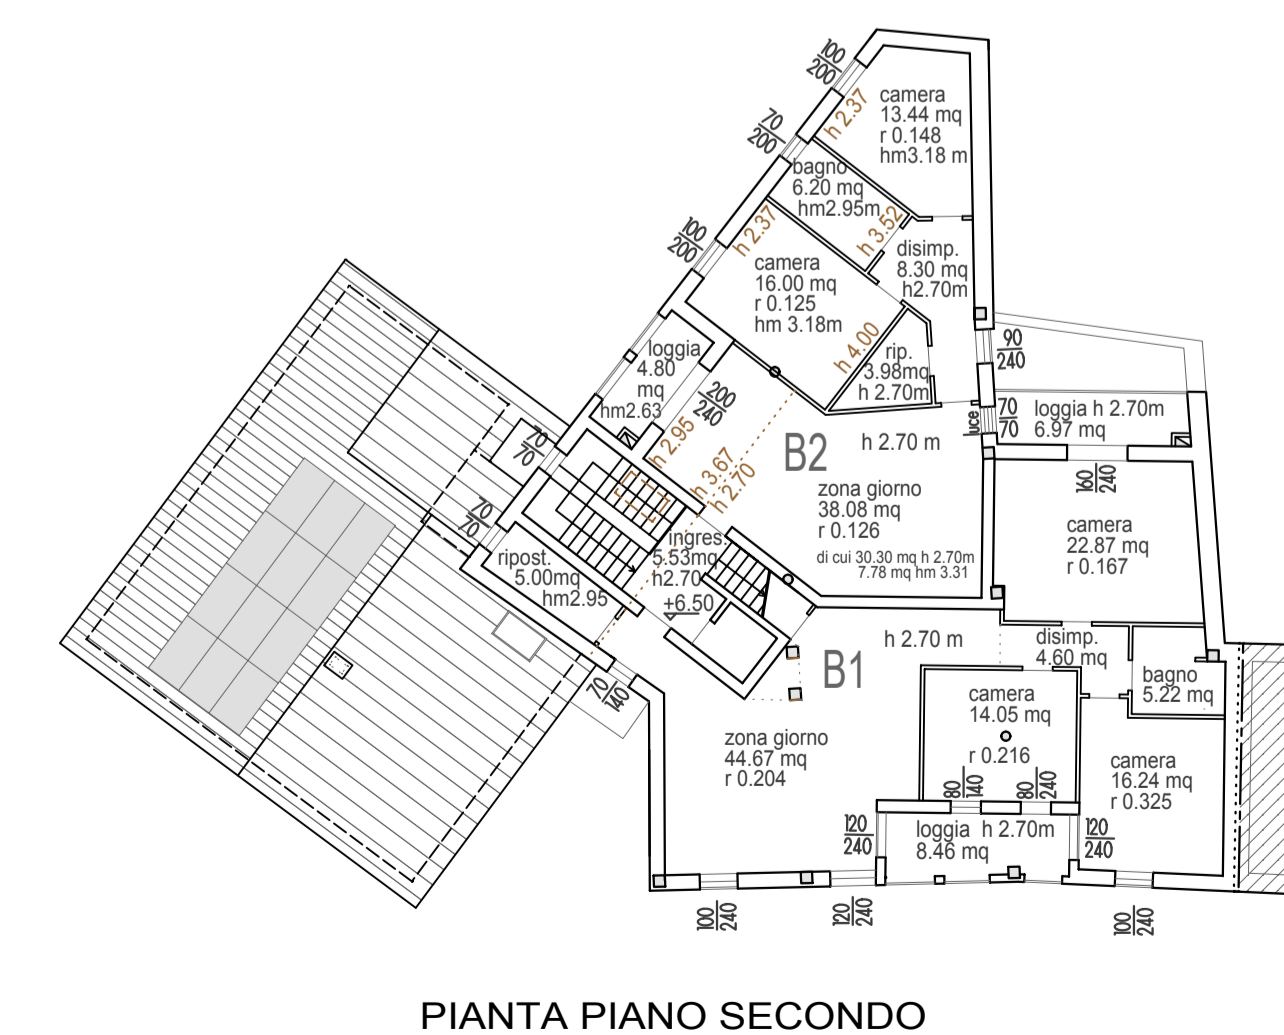 100
200
camera
13.44 mq
r 0.148
hm3.18 m
h 2.37
70
200
bagno
6.20 mq
hm2.95m
h 3.52
h 2.37
100
200
disimp.
8.30 mq
h2.70m
camera
16.00 mq
r 0.125
hm 3.18m
h 4.00
90
240
loggia
4.80
mq
hm2.63
rip.
3.98mq
h 2.70m
200
240
70
70
luce
loggia h 2.70m
6.97 mq
70
70
h 2.95
h 3.67
h 2.70
B2
h 2.70 m
160
240
zona giorno
38.08 mq
r 0.126
di cui 30.30 mq h 2.70m
7.78 mq hm 3.31
camera
22.87 mq
r 0.167
70
70
ripost.
5.00mq
hm2.95
ingres.
5.53mq
h2.70
+6.50
h 2.70 m
B1
disimp.
4.60 mq
bagno
5.22 mq
70
140
camera
14.05 mq
r 0.216
zona giorno
44.67 mq
r 0.204
80
140
80
240
camera
16.24 mq
r 0.325
120
240
loggia h 2.70m
8.46 mq
120
240
100
240
120
240
100
240
PIANTA PIANO SECONDO